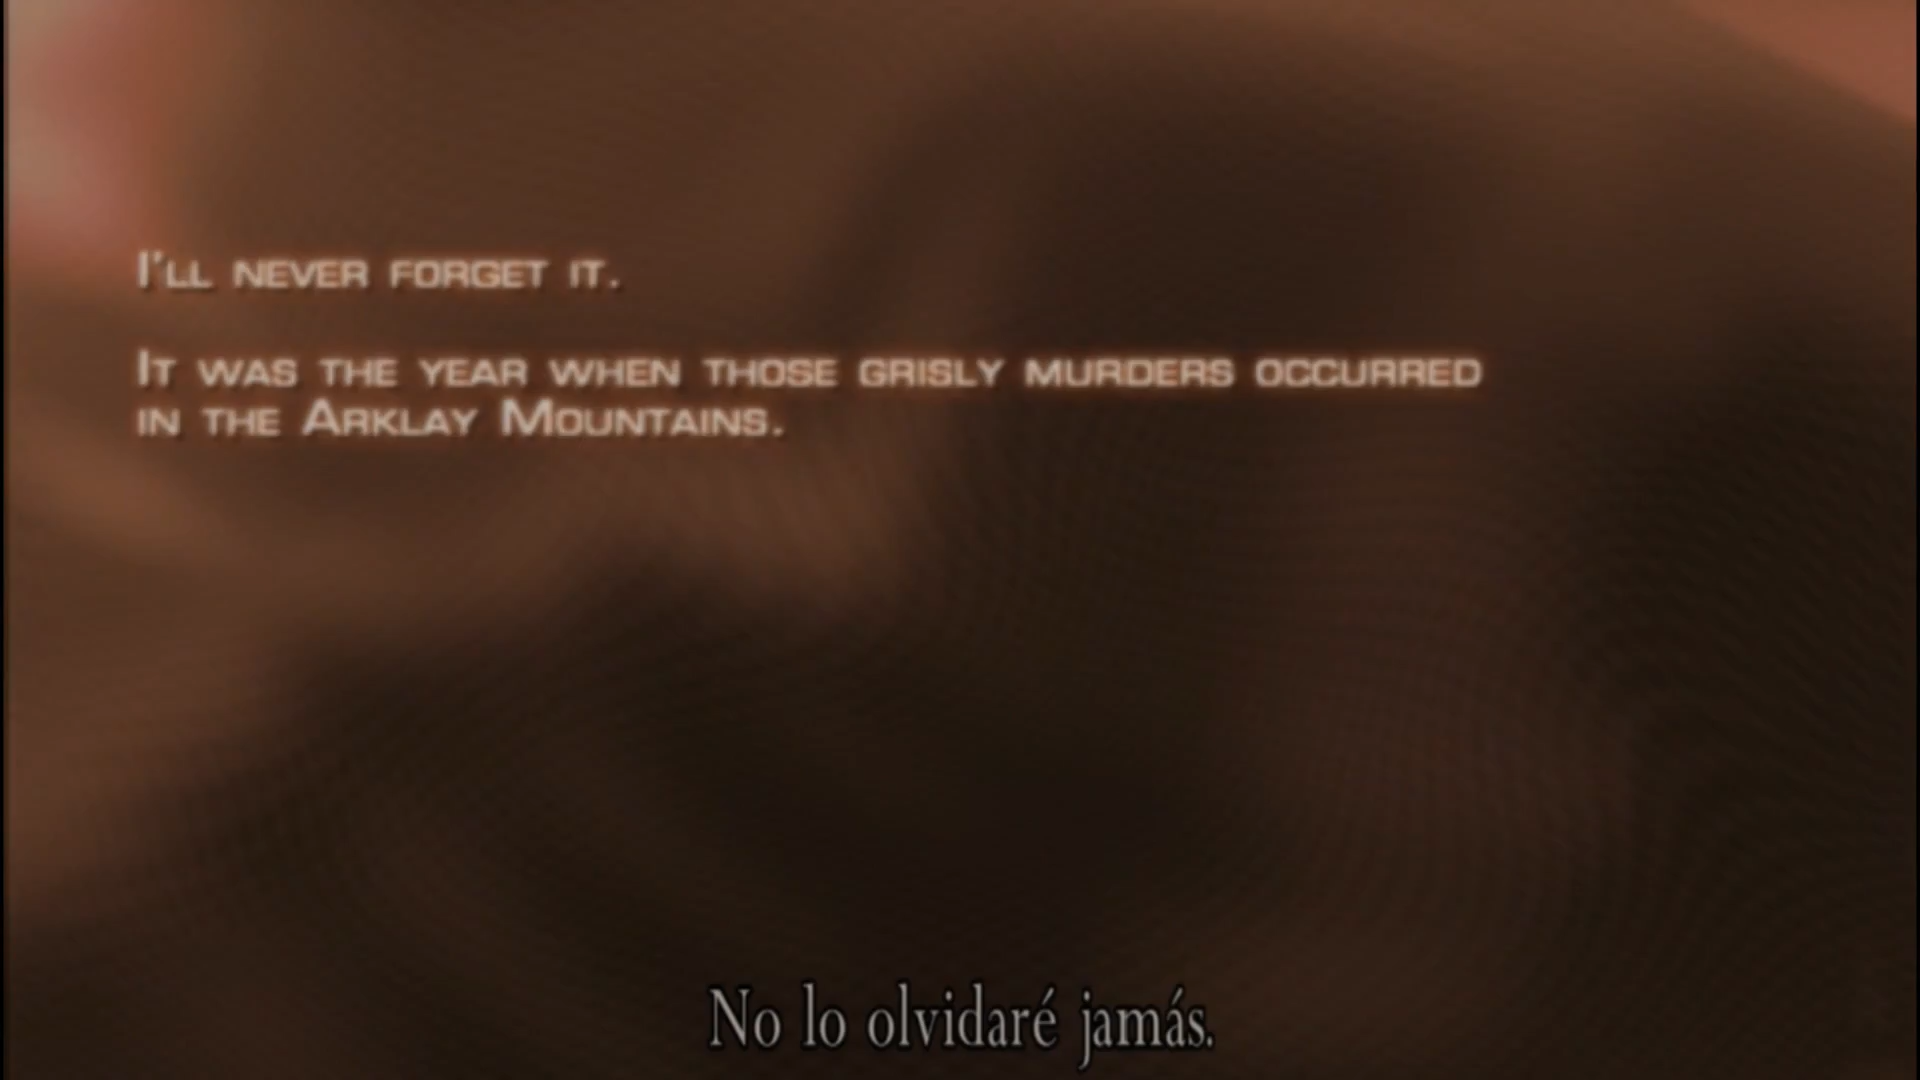 I'll never forget it.
It was the year when those grisly murders occurred
in the Arklay Mountains.
No lo olvidaré jamás.